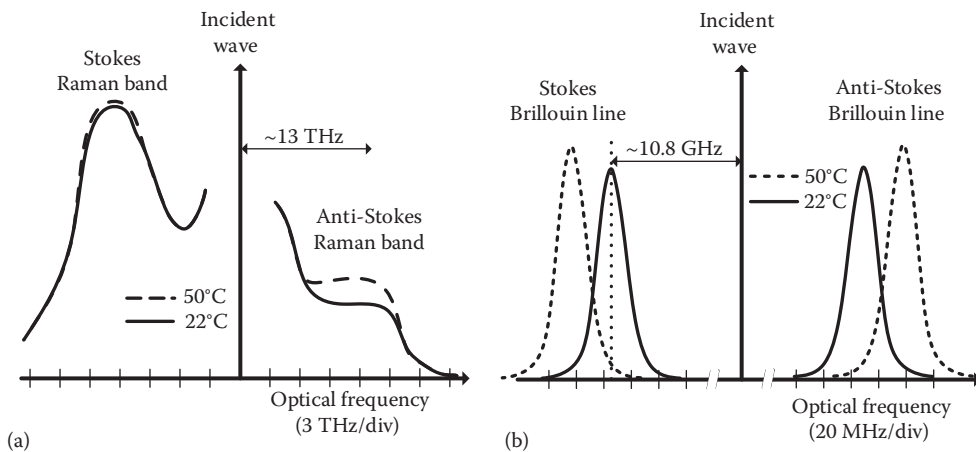 Incident
wave
Stokes
Raman band
~13 THz
Anti-Stokes
Raman band
50°C
22°C
Optical frequency
(3 THz/div)
(a)
Incident
wave
Stokes
Brillouin line
Anti-Stokes
Brillouin line
~10.8 GHz
50°C
22°C
Optical frequency
(20 MHz/div)
(b)